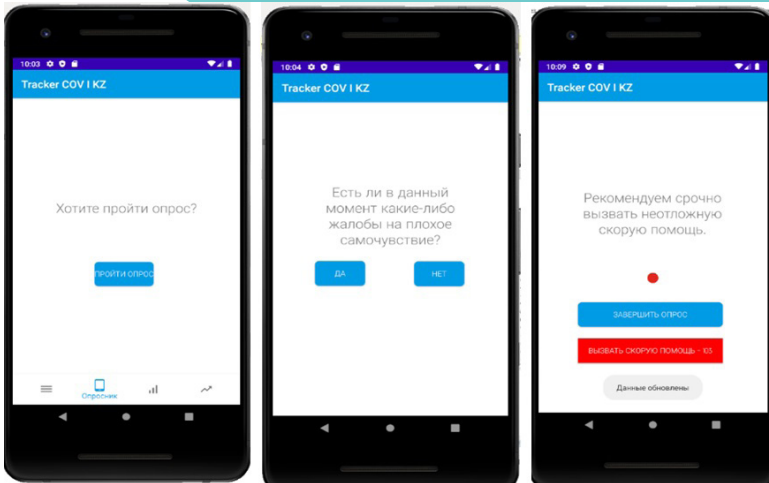 10:03
Tracker COV I KZ
Хотите пройти опрос?
ПРОЙТИ ОПРОС
Опросник
10:04
Tracker COV I KZ
Есть ли в данный
момент какие-либо
жалобы на плохое
самочувствие?
ДА
НЕТ
10:09
Tracker COV I KZ
Рекомендуем срочно
вызвать неотложную
скорую помощь.
ЗАВЕРШИТЬ ОПРОС
ВЫЗВАТЬ СКОРУЮ ПОМОЩЬ - 103
Данные обновлены